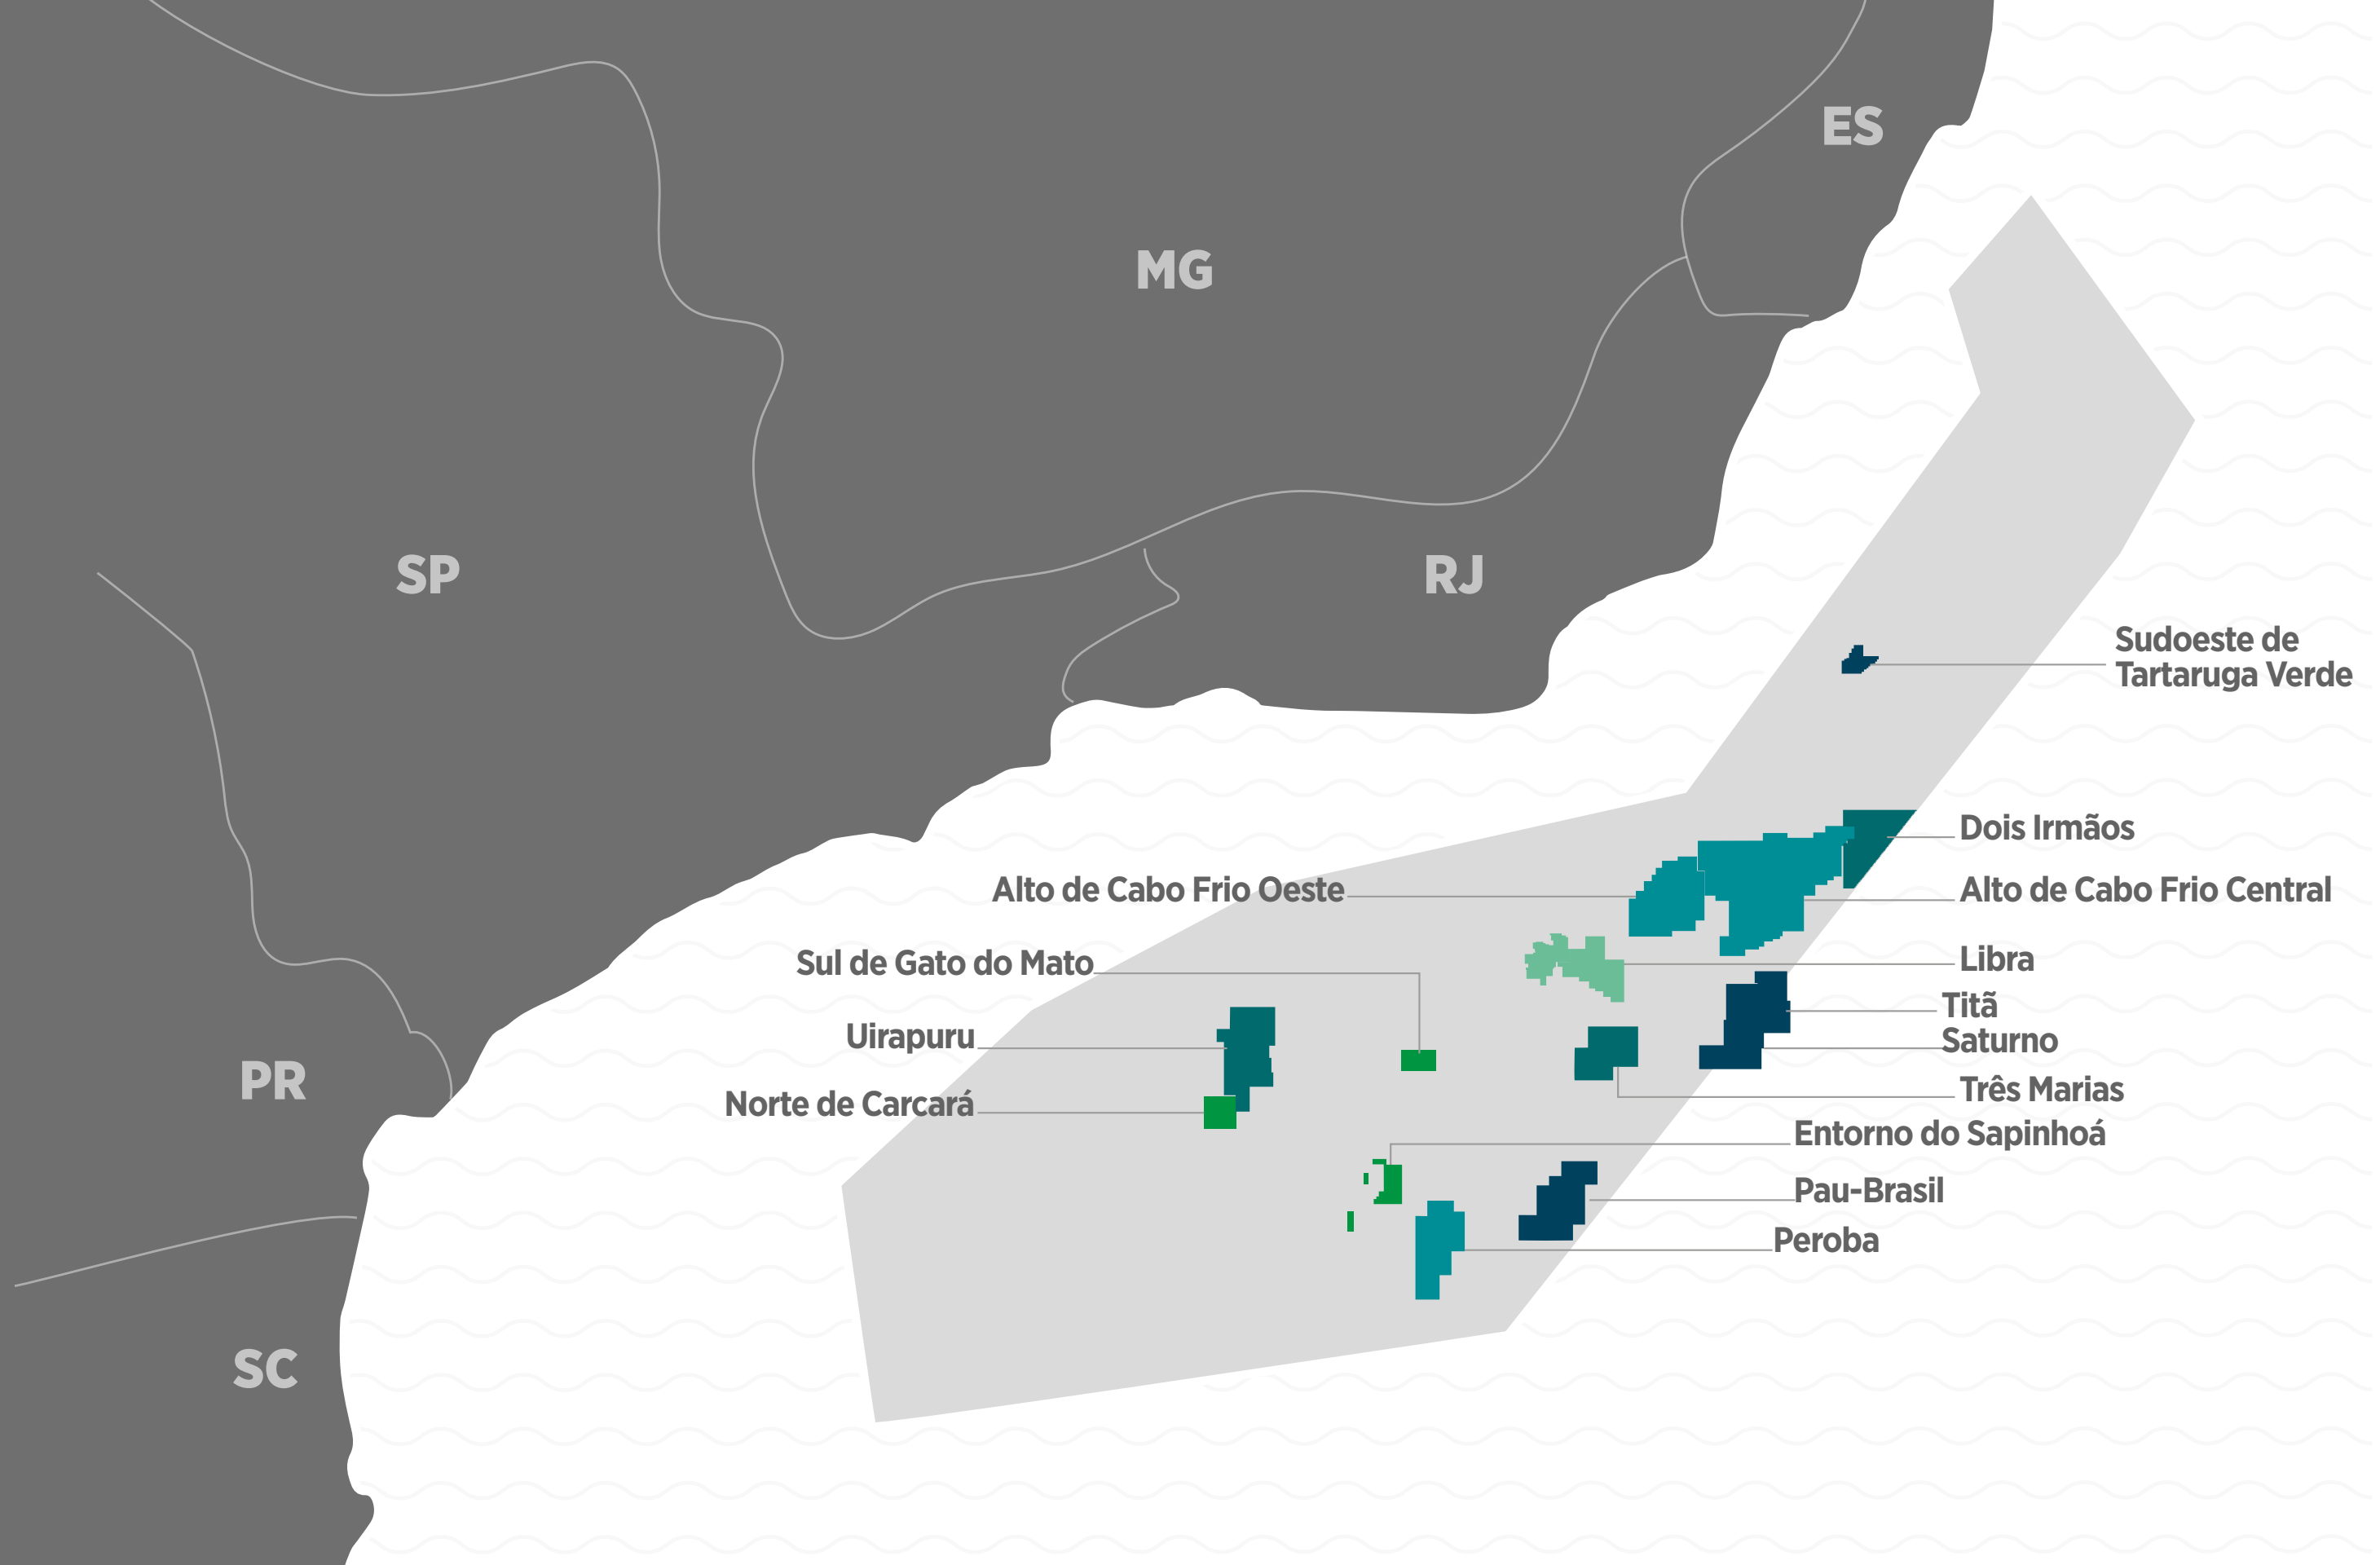 ES
MG
SP
RJ
Sudoeste de
Tartaruga Verde
Dois Irmãos
Alto de Cabo Frio Oeste
Alto de Cabo Frio Central
Sul de Gato do Mato
Libra
Titã
Uirapuru
Saturno
PR
Três Marias
Norte de Carcará
Entorno do Sapinhoá
Pau-Brasil
Peroba
SC